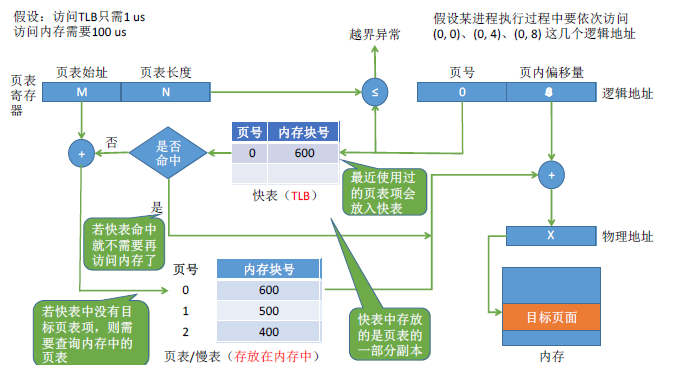 假设：访问TLB只需1 us
访问内存需要100 us
假设某进程执行过程中要依次访问
(0, 0)、(0, 4)、(0, 8) 这几个逻辑地址
越界异常
页表始址
页表长度
页号
页内偏移量
页表
寄存
器
M
N
≤
0
逻辑地址
页号
内存块号
0
600
是否
命中
否
+
+
最近使用过
的页表项会
放入快表
快表（TLB）
是
若快表命中
就不需要再
访问内存了
X
物理地址
页号
内存块号
0
600
1
500
2
400
若快表中没有目
标页表项，则需
要查询内存中的
页表
快表中存放
的是页表的
一部分副本
目标页面
页表/慢表（存放在内存中）
内存